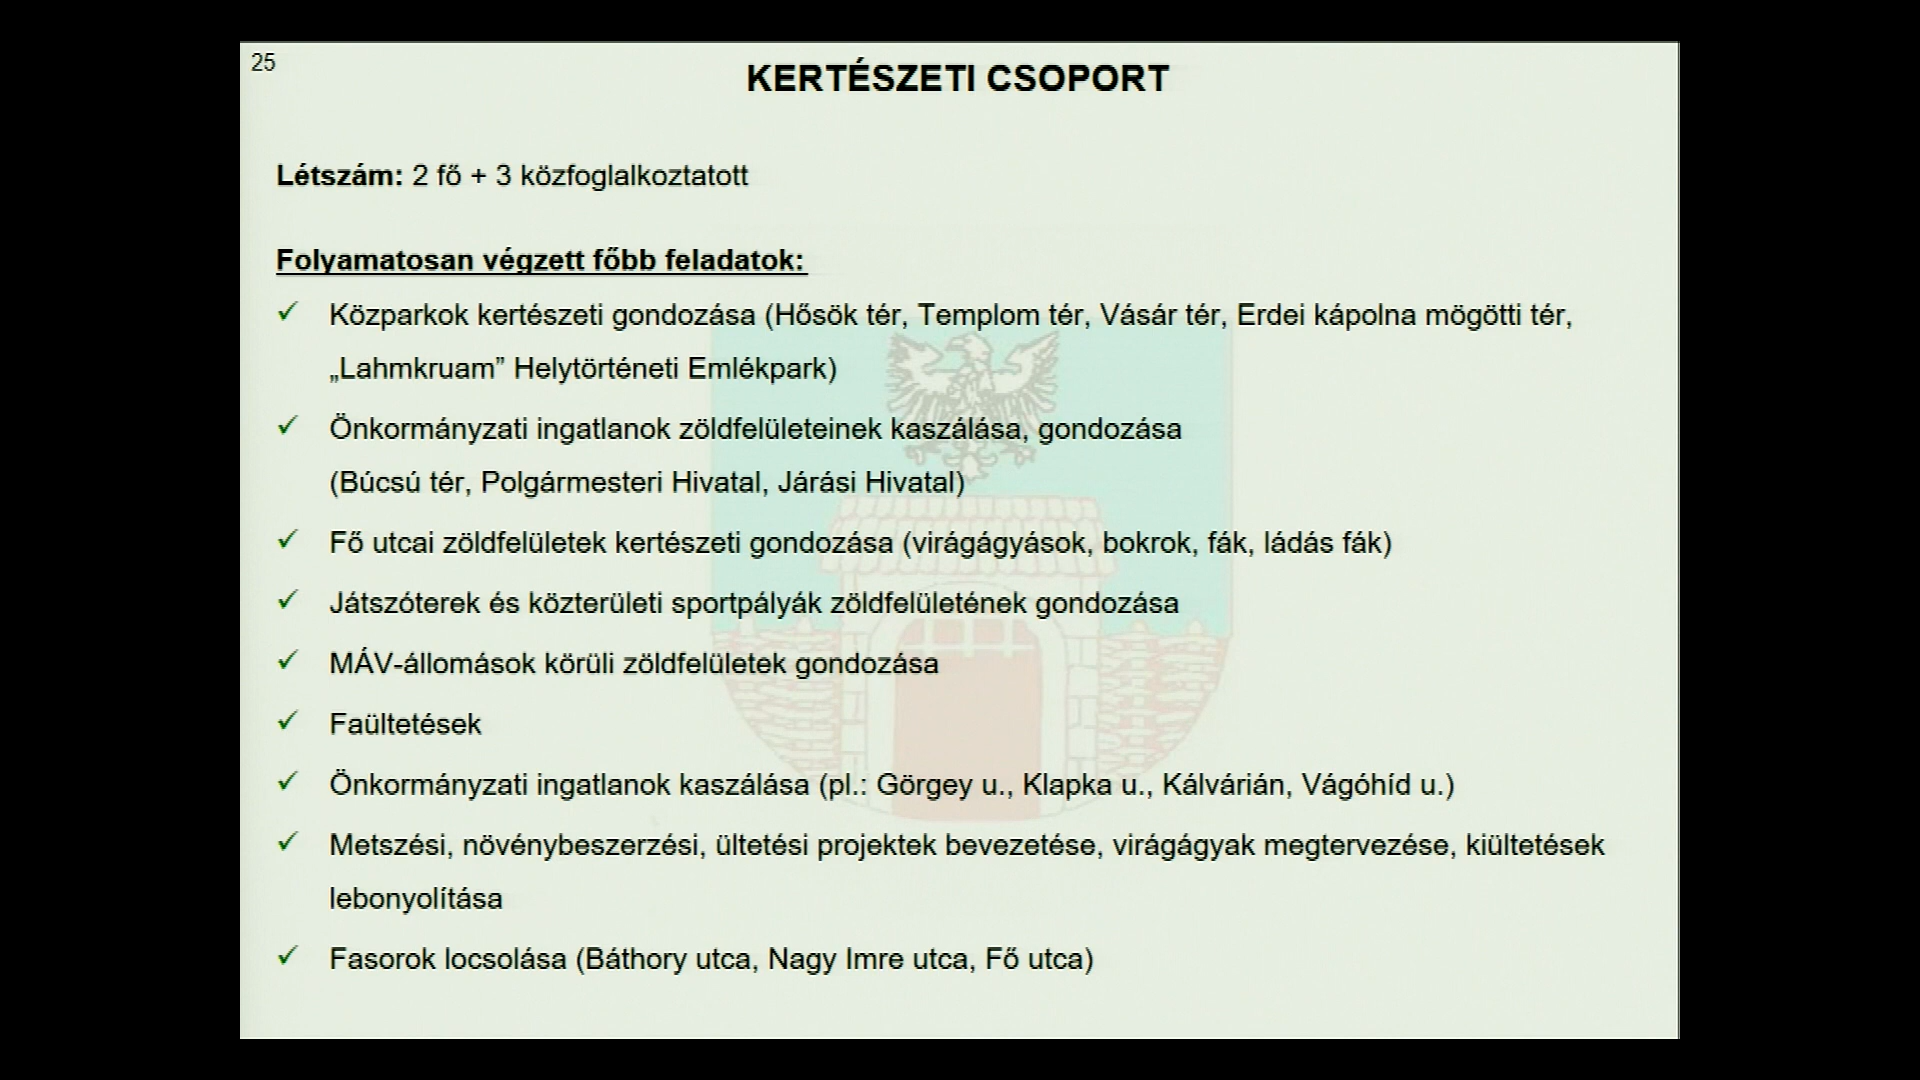 25
KERTÉSZETI CSOPORT
Létszám: 2 fő + 3 közfoglalkoztatott
Folyamatosan végzett főbb feladatok:
✓ Közparkok kertészeti gondozása (Hősök tér, Templom tér, Vásár tér, Erdei kápolna mögötti tér,
„Lahmkruam” Helytörténeti Emlékpark)
✓ Önkormányzati ingatlanok zöldfelületeinek kaszálása, gondozása
(Búcsú tér, Polgármesteri Hivatal, Járási Hivatal)
✓ Fő utcai zöldfelületek kertészeti gondozása (virágágyások, bokrok, fák, ládás fák)
✓ Játszóterek és közterületi sportpályák zöldfelületének gondozása
✓ MÁV-állomások körüli zöldfelületek gondozása
✓ Faültetések
✓ Önkormányzati ingatlanok kaszálása (pl.: Görgey u., Klapka u., Kálvárián, Vágóhíd u.)
✓ Metszési, növénybeszerzési, ültetési projektek bevezetése, virágágyak megtervezése, kiültetések
lebonyolítása
✓ Fasorok locsolása (Báthory utca, Nagy Imre utca, Fő utca)